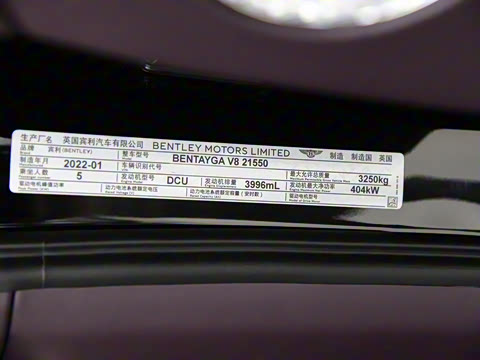 生产厂名 英国宾利汽车有限公司 BENTLEY MOTORS LIMITED 制造 制造国 英国
品牌 宾利(BENTLEY) 整车型号 BENTAYGA V8 21550
制造年月 2022-01 车辆识别代号 最大允许总质量 3250kg
乘坐人数 5 发动机型号 DCU 发动机排量 3996mL 发动机最大净功率 404kW
驱动电机峰值功率 动力电池系统额定电压 动力电池系统额定容量(安时数) 驱动电机型号